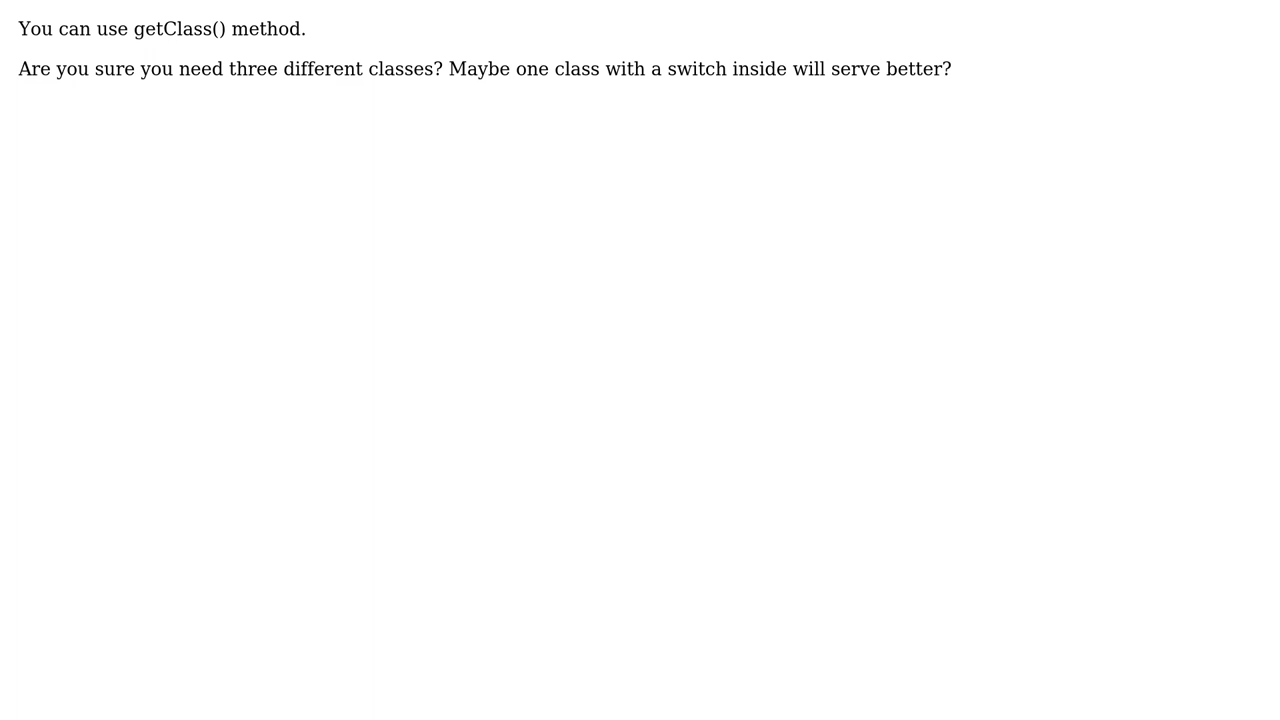 You can use getClass() method.
Are you sure you need three different classes? Maybe one class with a switch inside will serve better?